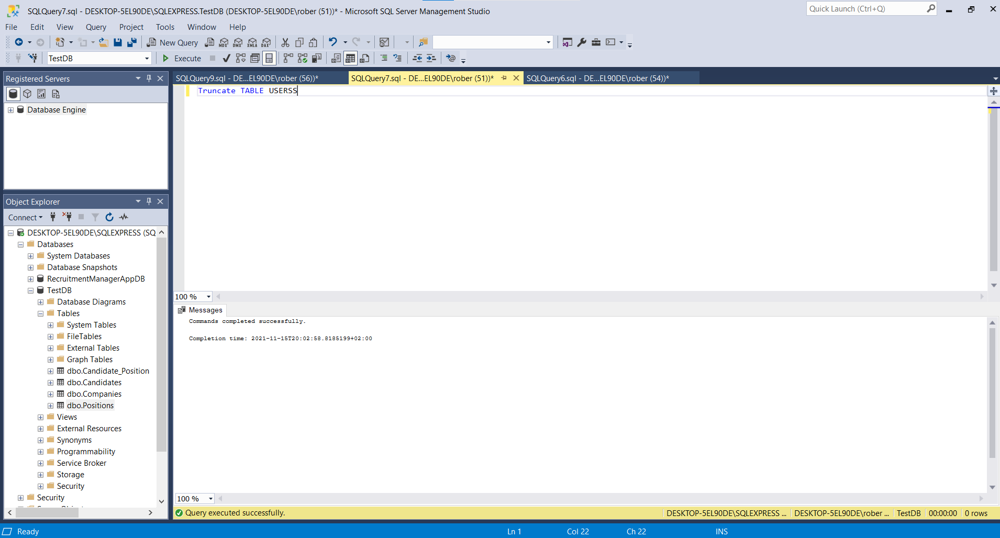 SQLQuery7.sql - DESKTOP-5EL90DE\SQLEXPRESS.TestDB (DESKTOP-5EL90DE\rober (51))* - Microsoft SQL Server Management Studio
Quick Launch (Ctrl+Q)
File Edit View Query Project Tools Window Help
New Query MDX DMX XMLA DAX
TestDB Execute
Registered Servers
Database Engine
SQLQuery9.sql - DE...EL90DE\rober (56))* SQLQuery7.sql - DE...EL90DE\rober (51))* SQLQuery6.sql - DE...EL90DE\rober (54))*
Truncate TABLE USERSS
100 %
Object Explorer
Connect
DESKTOP-5EL90DE\SQLEXPRESS (SQ
Databases
System Databases
Database Snapshots
RecruitmentManagerAppDB
TestDB
Database Diagrams
Tables
System Tables
FileTables
External Tables
Graph Tables
dbo.Candidate_Position
dbo.Candidates
dbo.Companies
dbo.Positions
Views
External Resources
Synonyms
Programmability
Service Broker
Storage
Security
Security
Messages
Commands completed successfully.
Completion time: 2021-11-15T20:02:58.8185199+02:00
100 %
Query executed successfully. DESKTOP-5EL90DE\SQLEXPRESS ... DESKTOP-5EL90DE\rober ... TestDB 00:00:00 0 rows
Ready Ln 1 Col 22 Ch 22 INS